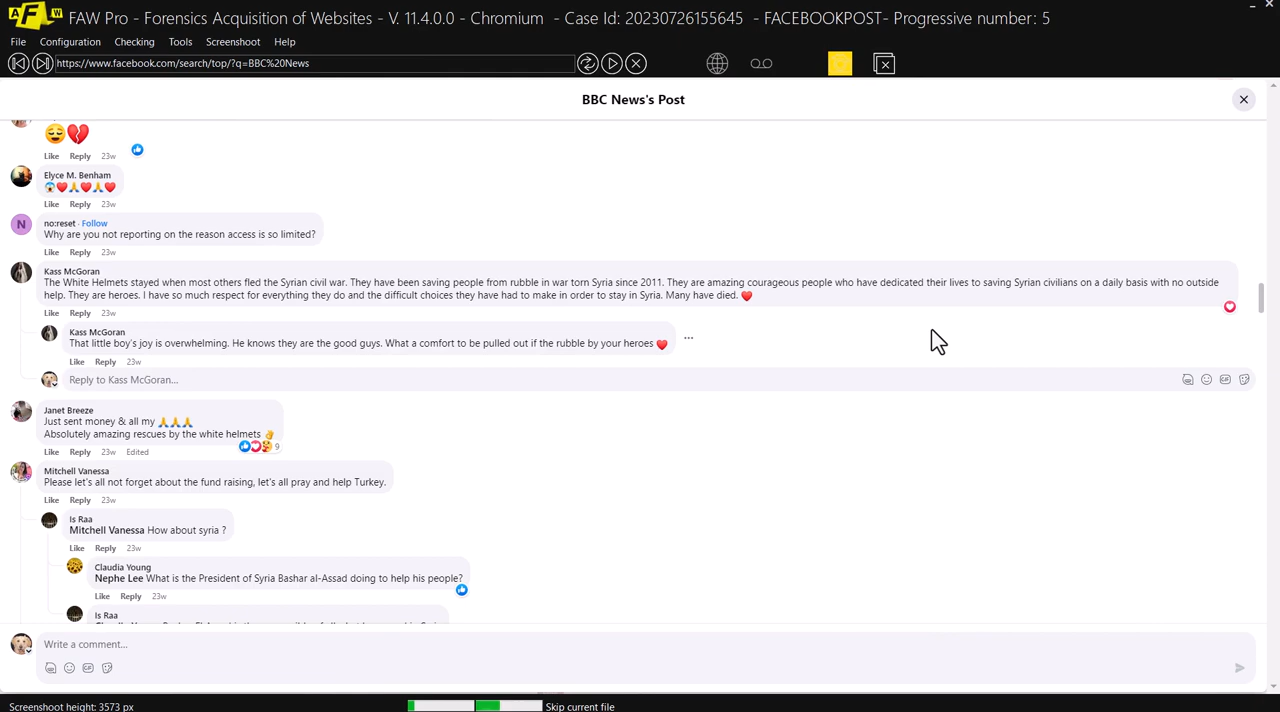 AFW FAW Pro - Forensics Acquisition of Websites - V. 11.4.0.0 - Chromium - Case Id: 20230726155645 - FACEBOOKPOST- Progressive number: 5
File Configuration Checking Tools Screenshot Help
https://www.facebook.com/search/top/?q=BBC%20News
BBC News's Post
Like Reply 23w
Elyce M. Benham
😱❤️🙏❤️🙏❤️
Like Reply 23w
N
no:reset · Follow
Why are you not reporting on the reason access is so limited?
Like Reply 23w
Kass McGoran
The White Helmets stayed when most others fled the Syrian civil war. They have been saving people from rubble in war torn Syria since 2011. They are amazing courageous people who have dedicated their lives to saving Syrian civilians on a daily basis with no outside
help. They are heroes. I have so much respect for everything they do and the difficult choices they have had to make in order to stay in Syria. Many have died. ❤️
Like Reply 23w
Kass McGoran
That little boy's joy is overwhelming. He knows they are the good guys. What a comfort to be pulled out if the rubble by your heroes ❤️
Like Reply 23w
Reply to Kass McGoran...
Janet Breeze
Just sent money & all my 🙏🙏🙏
Absolutely amazing rescues by the white helmets
9
Like Reply 23w Edited
Mitchell Vanessa
Please let's all not forget about the fund raising, let's all pray and help Turkey.
Like Reply 23w
Is Raa
Mitchell Vanessa How about syria ?
Like Reply 23w
Claudia Young
Nephe Lee What is the President of Syria Bashar al-Assad doing to help his people?
Like Reply 23w
Is Raa
Write a comment...
Screenshoot height: 3573 px Skip current file